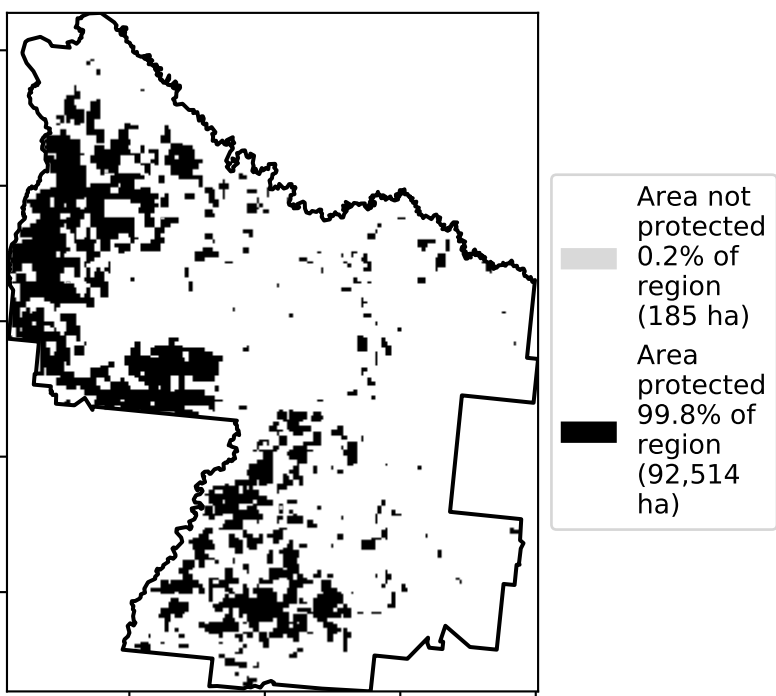 Area not
protected
0.2% of
region
(185 ha)
Area
protected
99.8% of
region
(92,514
ha)